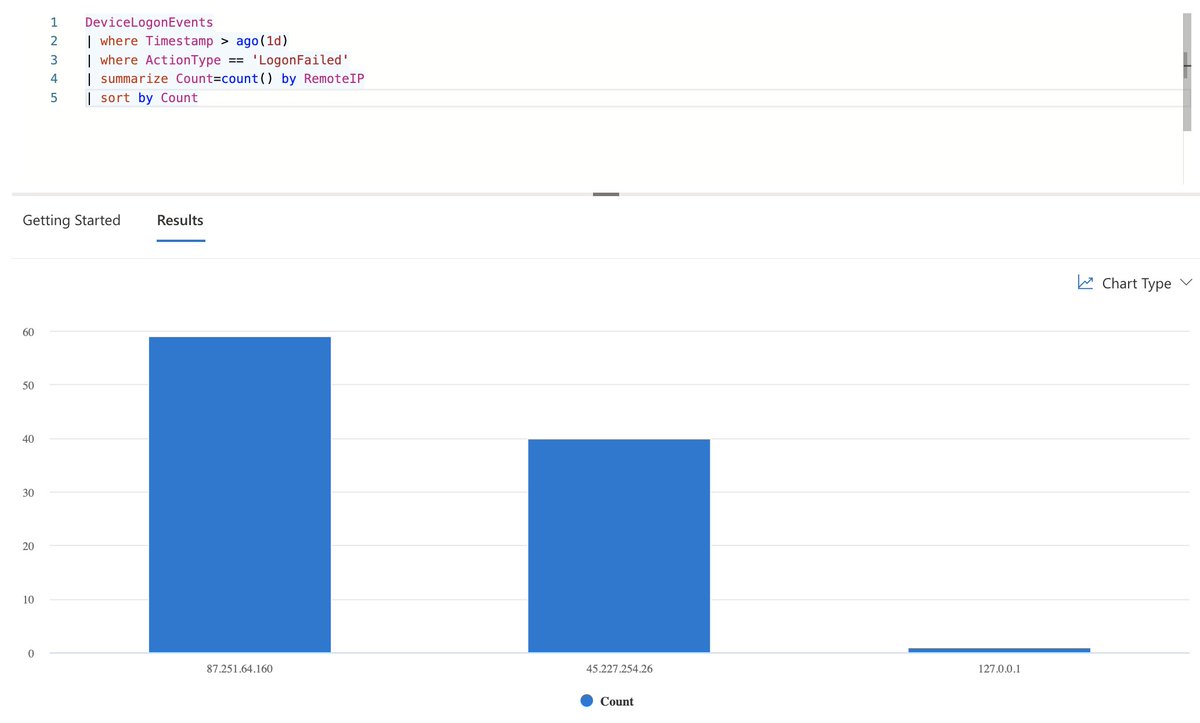 1 DeviceLogonEvents
2 | where Timestamp > ago(1d)
3 | where ActionType == 'LogonFailed'
4 | summarize Count=count() by RemoteIP
5 | sort by Count
Getting Started Results
Chart Type
60
50
40
30
20
10
0
87.251.64.160 45.227.254.26 127.0.0.1
Count